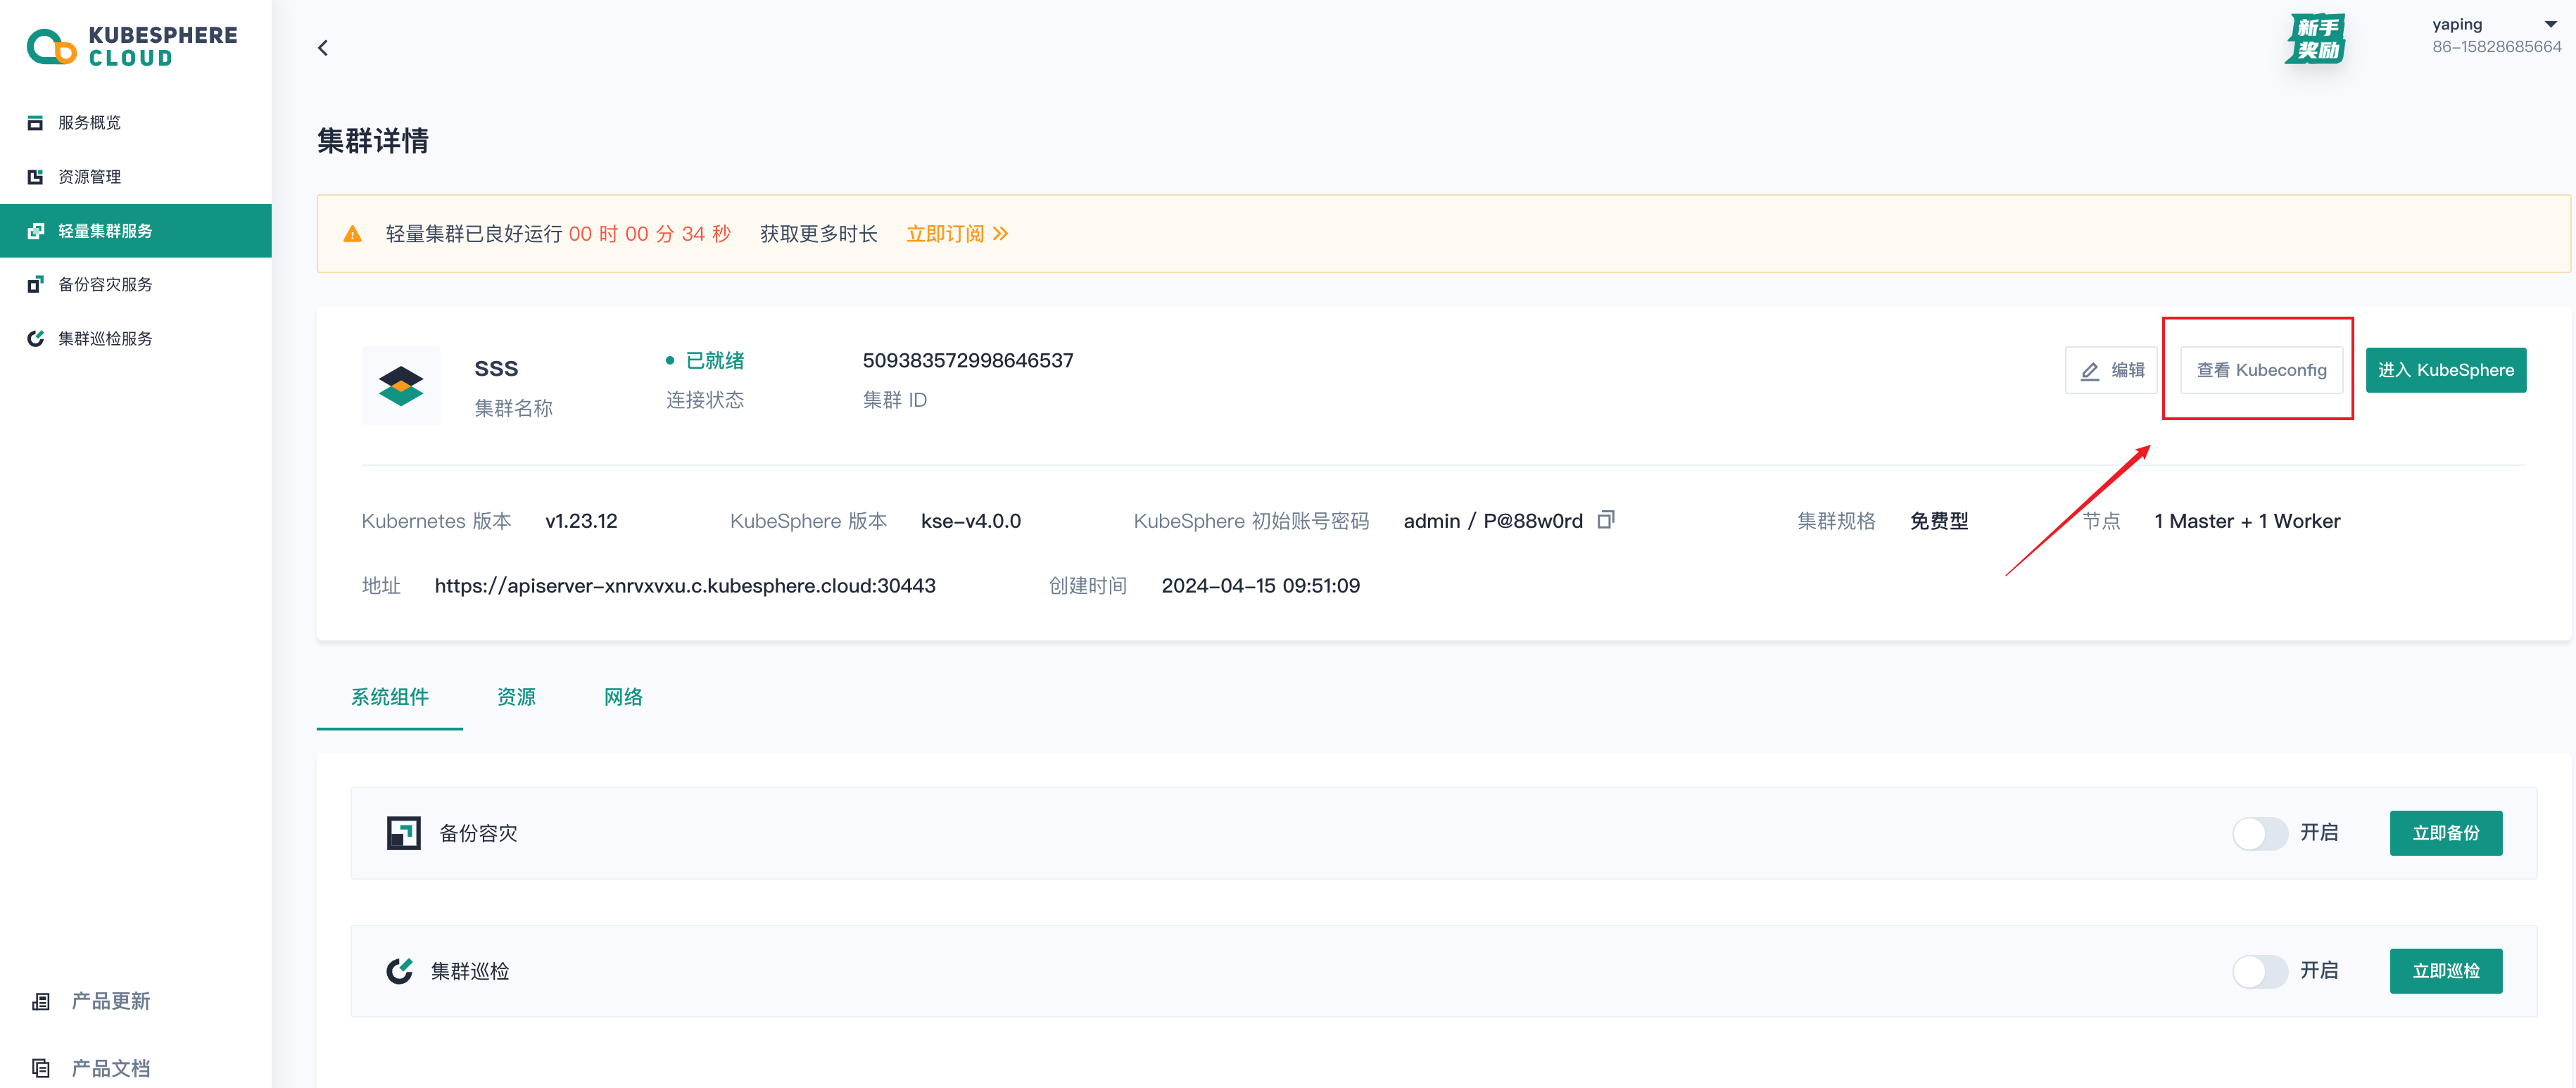 KUBESPHERE
CLOUD
服务概览
资源管理
轻量集群服务
备份容灾服务
集群巡检服务
产品更新
产品文档
新手
奖励
yaping
86-15828685664
集群详情
轻量集群已良好运行 00 时 00 分 34 秒 获取更多时长 立即订阅
sss
集群名称
已就绪
连接状态
509383572998646537
集群 ID
编辑
查看 Kubeconfig
进入 KubeSphere
Kubernetes 版本 v1.23.12 KubeSphere 版本 kse-v4.0.0 KubeSphere 初始账号密码 admin / P@88w0rd 集群规格 免费型 节点 1 Master + 1 Worker
地址 https://apiserver-xnrvxvxu.c.kubesphere.cloud:30443 创建时间 2024-04-15 09:51:09
系统组件 资源 网络
备份容灾 开启 立即备份
集群巡检 开启 立即巡检